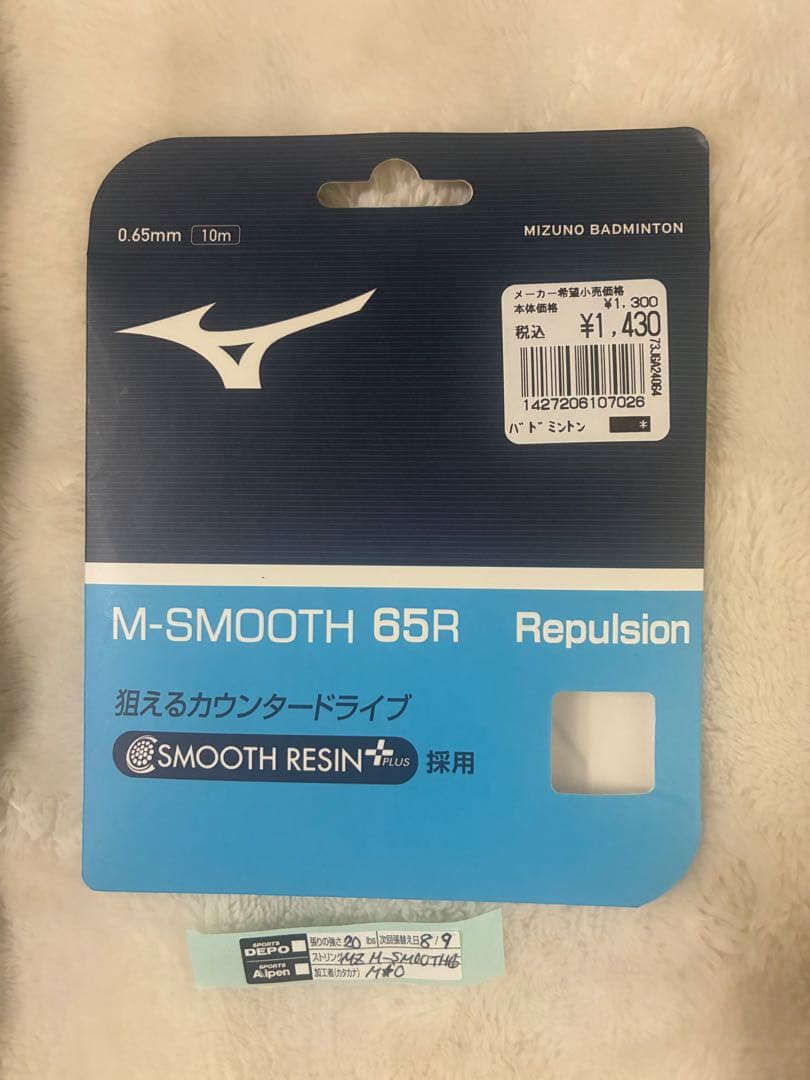 0.65mm 10m
MIZUNO BADMINTON
メーカー希望小売価格
本体価格 ¥1,300
税込 ¥1,430
73JGA24064
1427206107026
バドミントン *
M-SMOOTH 65R Repulsion
狙えるカウンタードライブ
SMOOTH RESIN+ PLUS 採用
SPORTS DEPO 張りの強さ 20 lbs 次回張替え日 8/9
ストリング MZ M-SMOOTH
SPORTS Alpen 加工者(カタカナ)